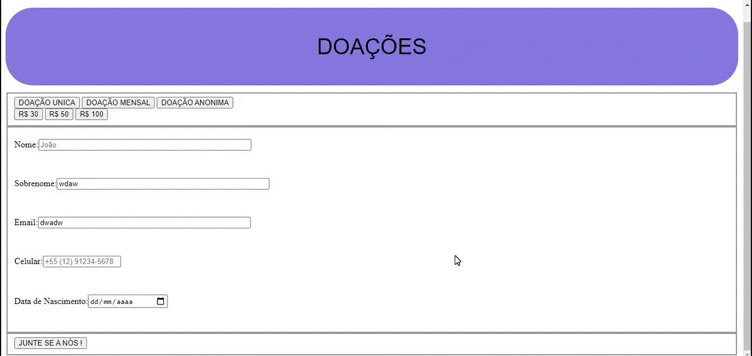 DOAÇÕES
DOAÇÃO UNICA DOAÇÃO MENSAL DOAÇÃO ANONIMA
R$ 30 R$ 50 R$ 100
Nome: João
Sobrenome: wdaw
Email: dwadw
Celular: +55 (12) 91234-5678
Data de Nascimento: dd/mm/aaaa
JUNTE SE A NÓS !